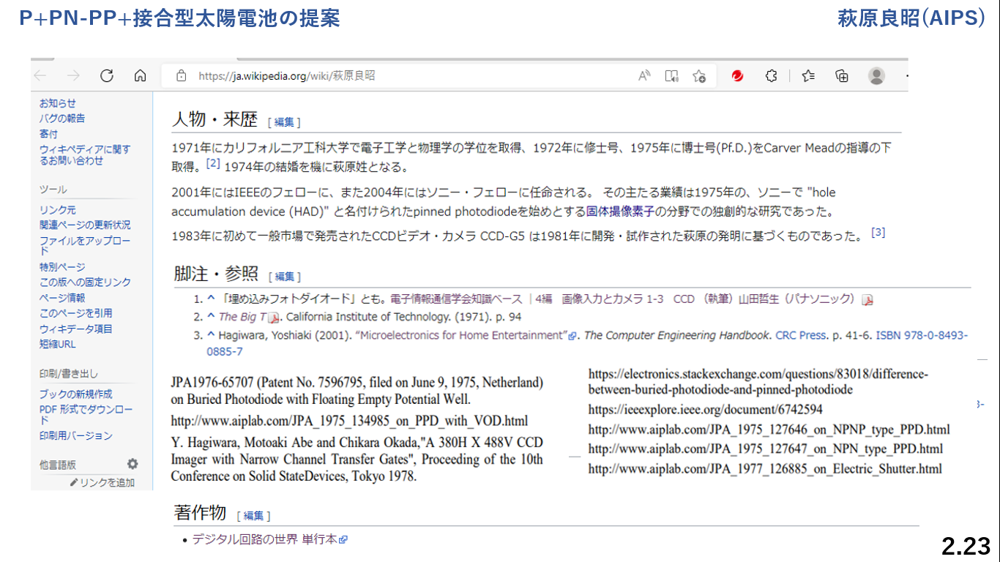 P+PN-PP+接合型太陽電池の提案
萩原良昭(AIPS)
https://ja.wikipedia.org/wiki/萩原良昭
お知らせ
バグの報告
寄付
ウィキペディアに関す
るお問い合わせ
ツール
リンク元
関連ページの更新状況
ファイルをアップロー
ド
特別ページ
この版への固定リンク
ページ情報
このページを引用
ウィキデータ項目
短縮URL
印刷/書き出し
ブックの新規作成
PDF 形式でダウンロー
ド
印刷用バージョン
他言語版
リンクを追加
人物・来歴 [ 編集 ]
1971年にカリフォルニア工科大学で電子工学と物理学の学位を取得、1972年に修士号、1975年に博士号(Pf.D.)をCarver Meadの指導の下
取得。[2] 1974年の結婚を機に萩原姓となる。
2001年にはIEEEのフェローに、また2004年にはソニー・フェローに任命される。 その主たる業績は1975年の、ソニーで "hole
accumulation device (HAD)" と名付けられたpinned photodiodeを始めとする固体撮像素子の分野での独創的な研究であった。
1983年に初めて一般市場で発売されたCCDビデオ・カメラ CCD-G5 は1981年に開発・試作された萩原の発明に基づくものであった。 [3]
脚注・参照 [ 編集 ]
1. ^ 「埋め込みフォトダイオード」とも。電子情報通信学会知識ベース ｜4編 画像入力とカメラ 1-3 CCD （執筆）山田哲生（パナソニック）
2. ^ The Big T. California Institute of Technology. (1971). p. 94
3. ^ Hagiwara, Yoshiaki (2001). “Microelectronics for Home Entertainment”. The Computer Engineering Handbook. CRC Press. p. 41-6. ISBN 978-0-8493-
0885-7
JPA1976-65707 (Patent No. 7596795, filed on June 9, 1975, Netherland)
on Buried Photodiode with Floating Empty Potential Well.
http://www.aiplab.com/JPA_1975_134985_on_PPD_with_VOD.html
Y. Hagiwara, Motoaki Abe and Chikara Okada,"A 380H X 488V CCD
Imager with Narrow Channel Transfer Gates", Proceeding of the 10th
Conference on Solid StateDevices, Tokyo 1978.
https://electronics.stackexchange.com/questions/83018/difference-
between-buried-photodiode-and-pinned-photodiode
https://ieeexplore.ieee.org/document/6742594
http://www.aiplab.com/JPA_1975_127646_on_NPNP_type_PPD.html
http://www.aiplab.com/JPA_1975_127647_on_NPN_type_PPD.html
http://www.aiplab.com/JPA_1977_126885_on_Electric_Shutter.html
3-
著作物 [ 編集 ]
• デジタル回路の世界 単行本
2.23